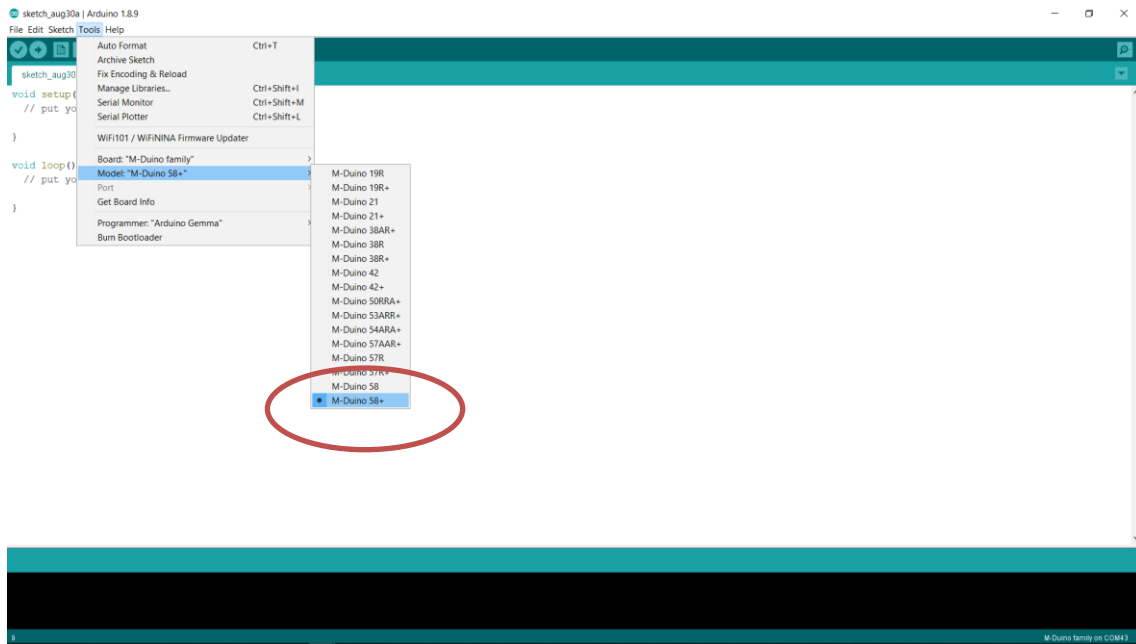 sketch_aug30a | Arduino 1.8.9
File Edit Sketch Tools Help
sketch_aug30
Auto Format Ctrl+T
Archive Sketch
Fix Encoding & Reload
Manage Libraries... Ctrl+Shift+I
Serial Monitor Ctrl+Shift+M
Serial Plotter Ctrl+Shift+L
WiFi101 / WiFiNINA Firmware Updater
Board: "M-Duino family"
Model: "M-Duino 58+"
Port
Get Board Info
Programmer: "Arduino Gemma"
Burn Bootloader
void setup(
// put yo
}
void loop()
// put yo
}
M-Duino 19R
M-Duino 19R+
M-Duino 21
M-Duino 21+
M-Duino 38AR+
M-Duino 38R
M-Duino 38R+
M-Duino 42
M-Duino 42+
M-Duino 50RRA+
M-Duino 53ARR+
M-Duino 54ARA+
M-Duino 57AAR+
M-Duino 57R
M-Duino 57R+
M-Duino 58
M-Duino 58+
9
M-Duino family on COM43